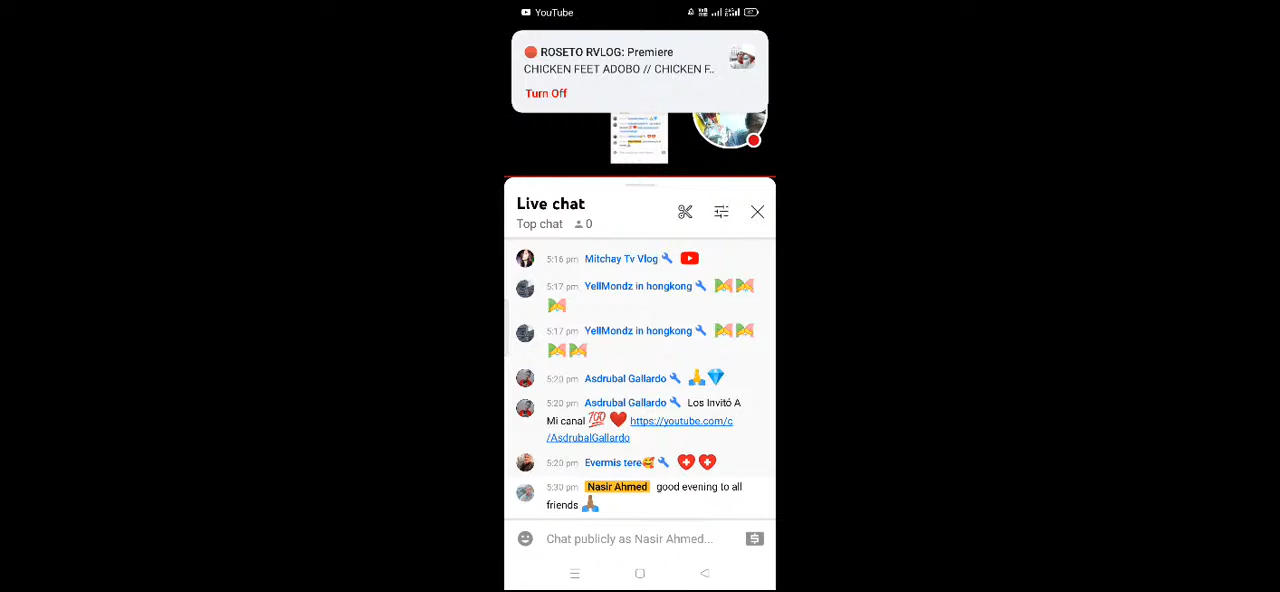 YouTube
ROSETO RVLOG: Premiere
CHICKEN FEET ADOBO // CHICKEN F..
Turn Off
Live chat
Top chat 0
5:16 pm Mitchay Tv Vlog
5:17 pm YellMondz in hongkong
5:17 pm YellMondz in hongkong
5:20 pm Asdrubal Gallardo
5:20 pm Asdrubal Gallardo Los Invitó A
Mi canal 💯 ❤️ https://youtube.com/c
/AsdrubalGallardo
5:20 pm Evermis tere
5:30 pm Nasir Ahmed good evening to all
friends
Chat publicly as Nasir Ahmed...